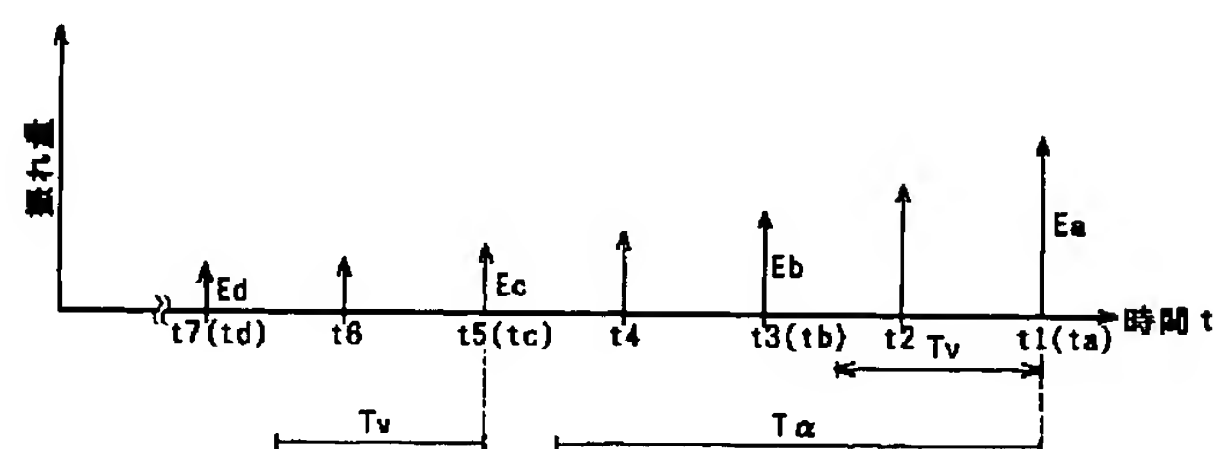 振れ量
Ea
Eb
Ed
Ec
t7(td)
t6
t5(tc)
t4
t3(tb)
t2
t1(ta)
時間 t
Tv
Tv
Tα